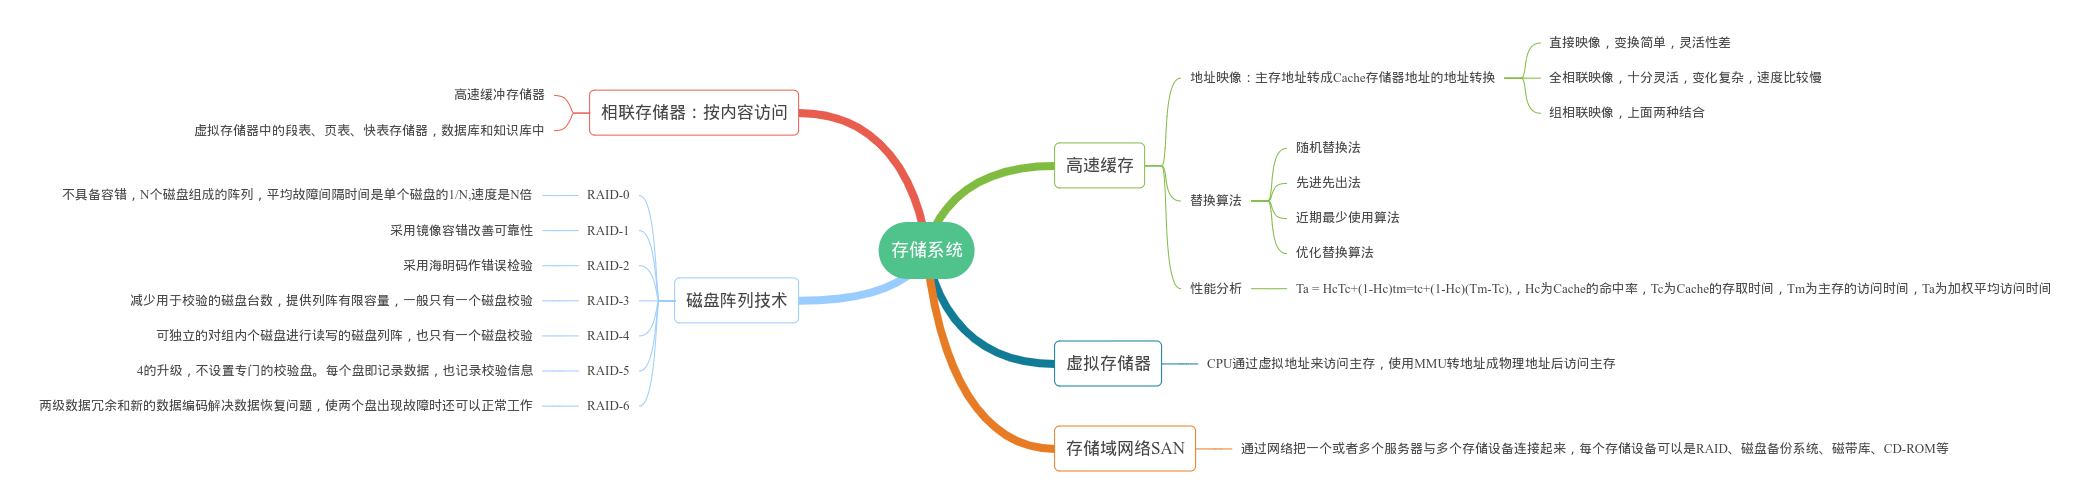 存储系统
相联存储器：按内容访问
高速缓冲存储器
虚拟存储器中的段表、页表、快表存储器，数据库和知识库中
磁盘阵列技术
RAID-0
不具备容错，N个磁盘组成的阵列，平均故障间隔时间是单个磁盘的1/N,速度是N倍
RAID-1
采用镜像容错改善可靠性
RAID-2
采用海明码作错误检验
RAID-3
减少用于校验的磁盘台数，提供列阵有限容量，一般只有一个磁盘校验
RAID-4
可独立的对组内个磁盘进行读写的磁盘列阵，也只有一个磁盘校验
RAID-5
4的升级，不设置专门的校验盘。每个盘即记录数据，也记录校验信息
RAID-6
两级数据冗余和新的数据编码解决数据恢复问题，使两个盘出现故障时还可以正常工作
高速缓存
地址映像：主存地址转成Cache存储器地址的地址转换
直接映像，变换简单，灵活性差
全相联映像，十分灵活，变化复杂，速度比较慢
组相联映像，上面两种结合
替换算法
随机替换法
先进先出法
近期最少使用算法
优化替换算法
性能分析
Ta = HcTc+(1-Hc)tm=tc+(1-Hc)(Tm-Tc),，Hc为Cache的命中率，Tc为Cache的存取时间，Tm为主存的访问时间，Ta为加权平均访问时间
虚拟存储器
CPU通过虚拟地址来访问主存，使用MMU转地址成物理地址后访问主存
存储域网络SAN
通过网络把一个或者多个服务器与多个存储设备连接起来，每个存储设备可以是RAID、磁盘备份系统、磁带库、CD-ROM等